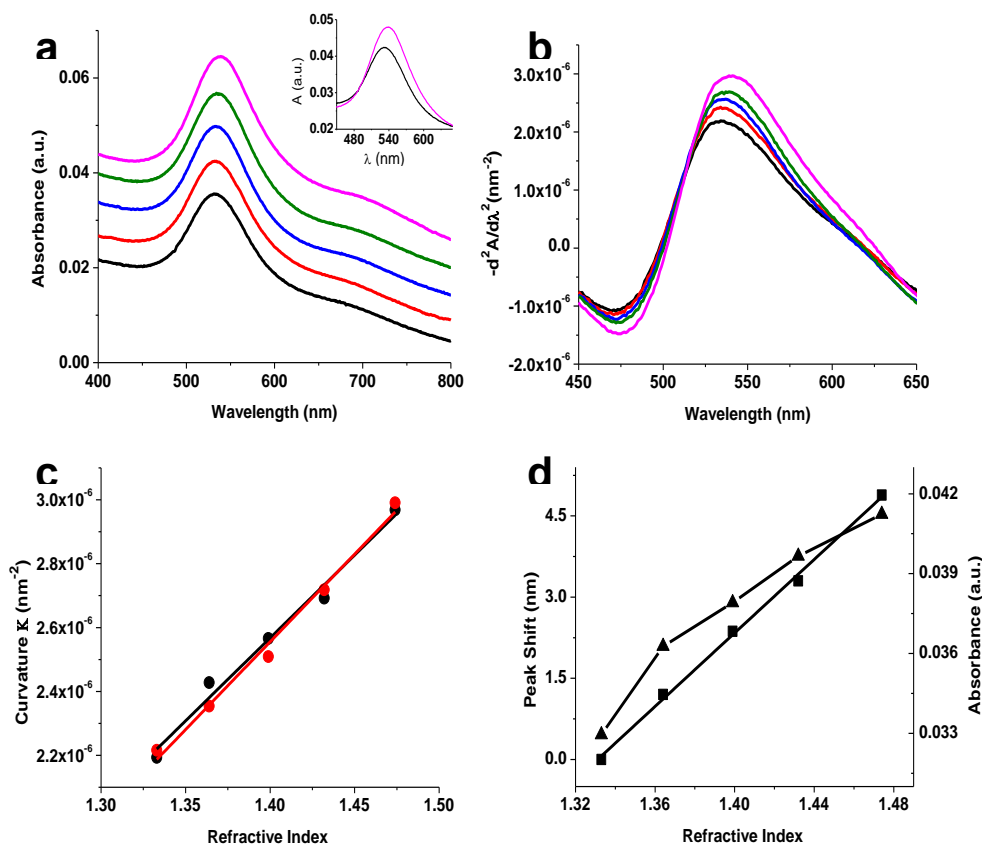 a
0.06
0.04
0.02
0.00
400
500
600
700
800
Absorbance (a.u.)
Wavelength (nm)
0.05
0.04
0.03
0.02
480
540
600
A (a.u.)
λ (nm)
b
3.0x10⁻⁶
2.0x10⁻⁶
1.0x10⁻⁶
0.0
-1.0x10⁻⁶
-2.0x10⁻⁶
450
500
550
600
650
-d²A/dλ²(nm⁻²)
Wavelength (nm)
c
3.0x10⁻⁶
2.8x10⁻⁶
2.6x10⁻⁶
2.4x10⁻⁶
2.2x10⁻⁶
1.30
1.35
1.40
1.45
1.50
Curvature K (nm⁻²)
Refractive Index
d
4.5
3.0
1.5
0.0
1.32
1.36
1.40
1.44
1.48
0.042
0.039
0.036
0.033
Peak Shift (nm)
Absorbance (a.u.)
Refractive Index